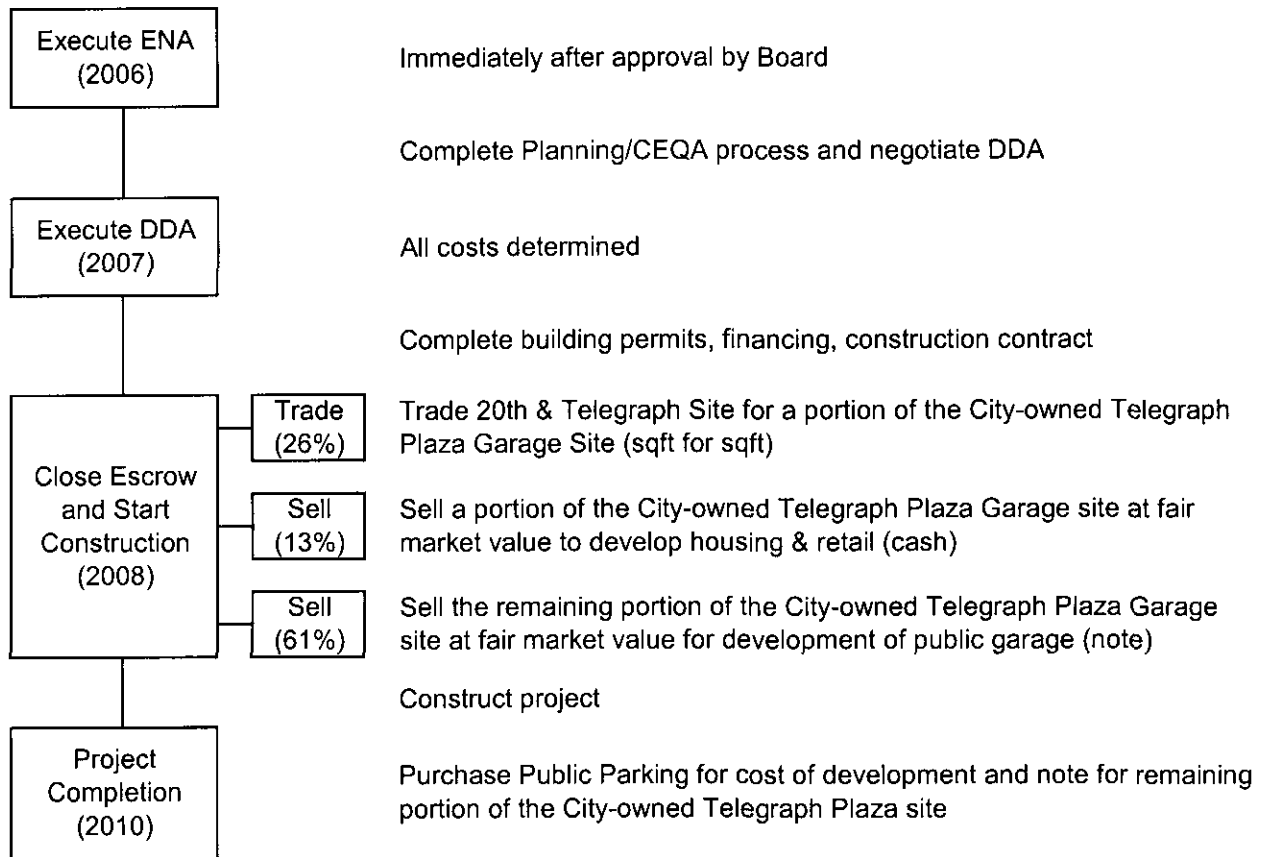 Execute ENA
(2006)
Immediately after approval by Board
Complete Planning/CEQA process and negotiate DDA
Execute DDA
(2007)
All costs determined
Complete building permits, financing, construction contract
Close Escrow
and Start
Construction
(2008)
Trade
(26%)
Trade 20th & Telegraph Site for a portion of the City-owned Telegraph
Plaza Garage Site (sqft for sqft)
Sell
(13%)
Sell a portion of the City-owned Telegraph Plaza Garage site at fair
market value to develop housing & retail (cash)
Sell
(61%)
Sell the remaining portion of the City-owned Telegraph Plaza Garage
site at fair market value for development of public garage (note)
Construct project
Project
Completion
(2010)
Purchase Public Parking for cost of development and note for remaining
portion of the City-owned Telegraph Plaza site